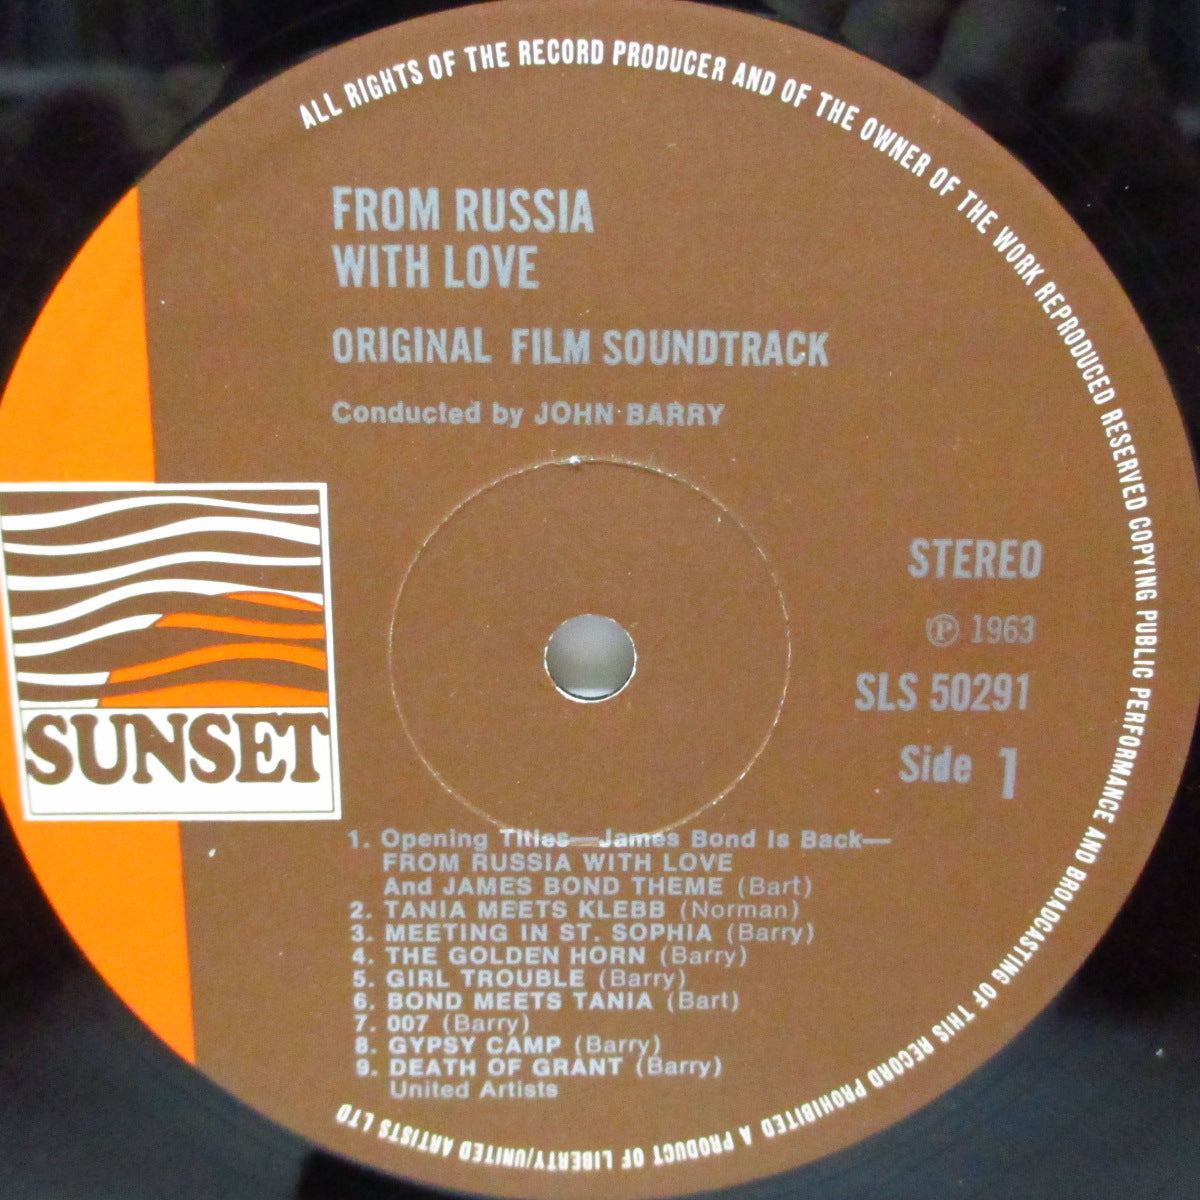 ALL RIGHTS OF THE RECORD PRODUCER AND OF THE OWNER OF THE WORK REPRODUCED RESERVED COPYING PUBLIC PERFORMANCE AND BROADCASTING OF THIS RECORD PROHIBITED A PRODUCT OF LIBERTY/UNITED ARTISTS LTD
FROM RUSSIA
WITH LOVE
ORIGINAL FILM SOUNDTRACK
Conducted by JOHN BARRY
STEREO
℗ 1963
SLS 50291
Side 1
SUNSET
1. Opening Titles—James Bond Is Back—
FROM RUSSIA WITH LOVE
And JAMES BOND THEME (Bart)
2. TANIA MEETS KLEBB (Norman)
3. MEETING IN ST. SOPHIA (Barry)
4. THE GOLDEN HORN (Barry)
5. GIRL TROUBLE (Barry)
6. BOND MEETS TANIA (Bart)
7. 007 (Barry)
8. GYPSY CAMP (Barry)
9. DEATH OF GRANT (Barry)
United Artists